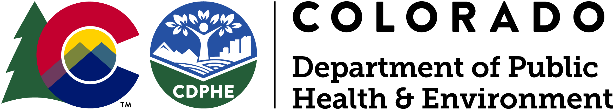 TM
CDPHE
COLORADO
Department of Public
Health & Environment